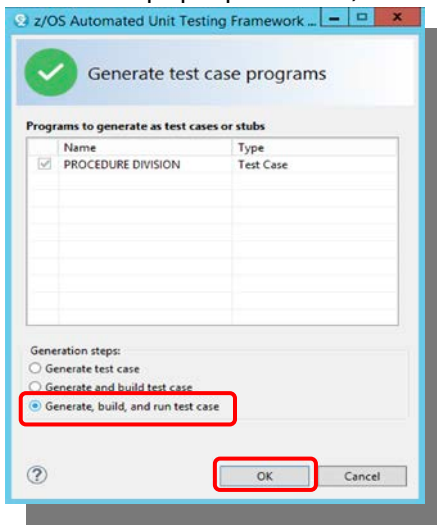 z/OS Automated Unit Testing Framework ...
Generate test case programs
Programs to generate as test cases or stubs
Name Type
PROCEDURE DIVISION Test Case
Generation steps:
Generate test case
Generate and build test case
Generate, build, and run test case
? OK Cancel